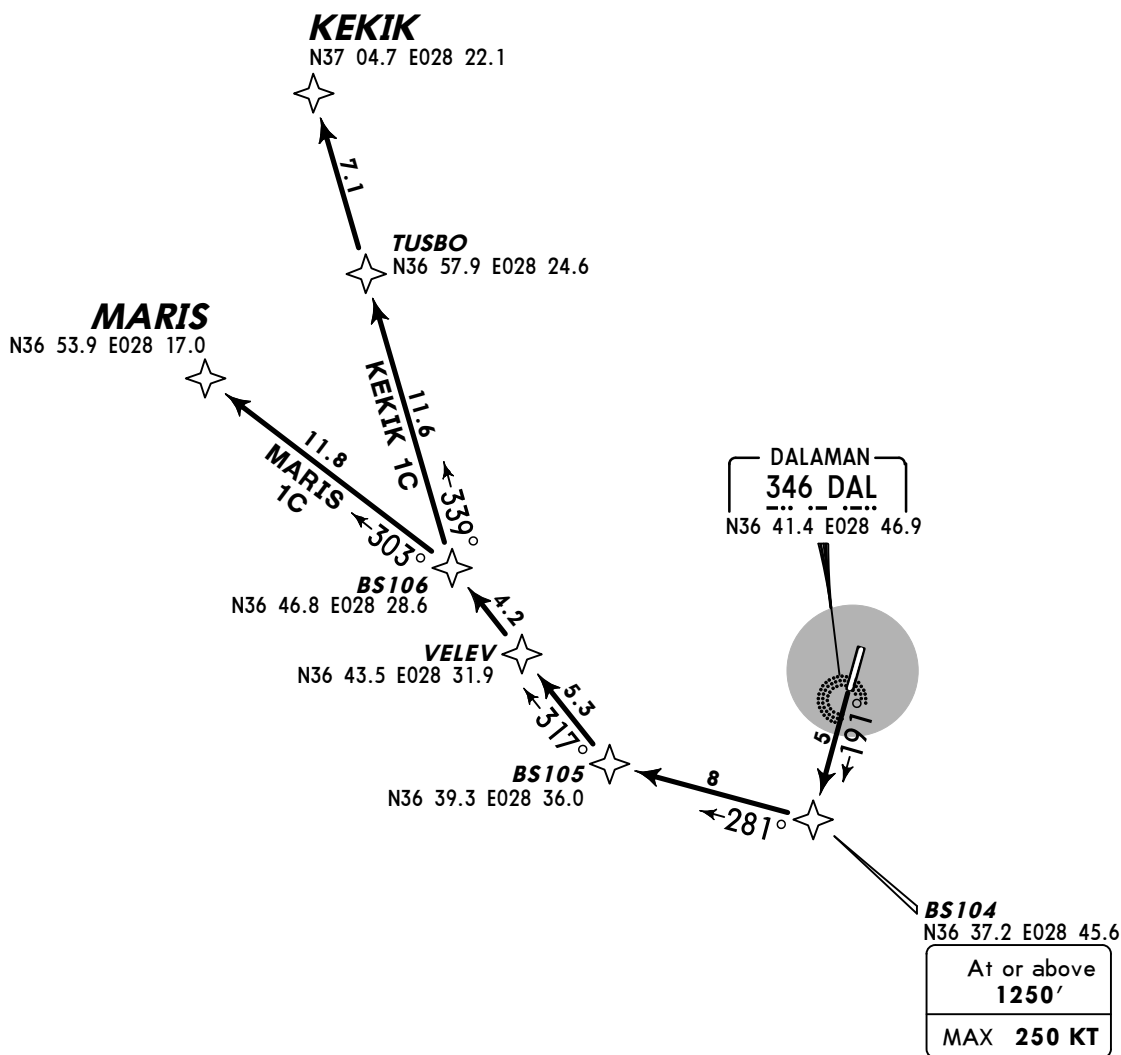 KEKIK
N37 04.7 E028 22.1
7.1
TUSBO
N36 57.9 E028 24.6
MARIS
N36 53.9 E028 17.0
11.6
KEKIK 1C
339°
11.8
MARIS
1C
303°
DALAMAN
346 DAL
N36 41.4 E028 46.9
BS106
N36 46.8 E028 28.6
4.2
VELEV
N36 43.5 E028 31.9
5.3
317°
5
191°
BS105
N36 39.3 E028 36.0
8
281°
BS104
N36 37.2 E028 45.6
At or above
1250'
MAX 250 KT